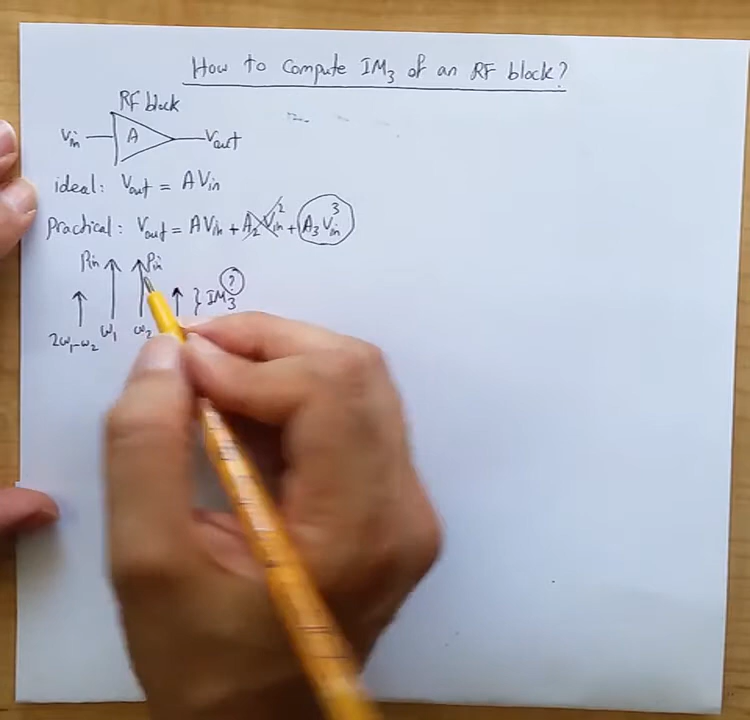 How to Compute IM₃ of an RF block?
RF block
Vin A Vout
ideal: Vout = A Vin
Practical: Vout = A Vin + A₂ Vin² + A₃ Vin³
Pin Pin
} IM₃ ?
2ω₁-ω₂ ω₁ ω₂